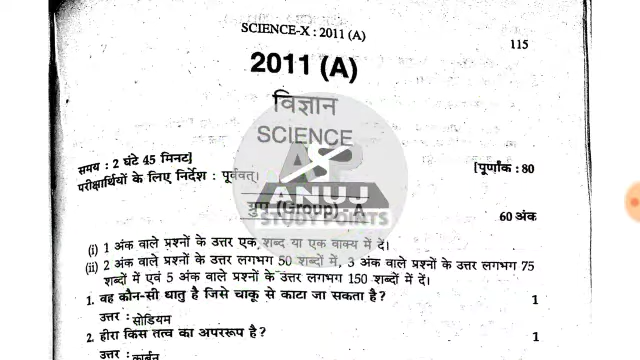 SCIENCE-X : 2011 (A)
115
2011 (A)
विज्ञान
SCIENCE
समय : 2 घंटे 45 मिनट]
[पूर्णांक : 80
परीक्षार्थियों के लिए निर्देश : पूर्ववत्।
ANUJ
STUDY POINTS
ग्रुप (Group) - A
60 अंक
(i) 1 अंक वाले प्रश्नों के उत्तर एक शब्द या एक वाक्य में दें।
(ii) 2 अंक वाले प्रश्नों के उत्तर लगभग 50 शब्दों में, 3 अंक वाले प्रश्नों के उत्तर लगभग 75
शब्दों में एवं 5 अंक वाले प्रश्नों के उत्तर लगभग 150 शब्दों में दें।
1. वह कौन-सी धातु है जिसे चाकू से काटा जा सकता है? 1
उत्तर : सोडियम
2. हीरा किस तत्व का अपररूप है? 1
उत्तर : कार्बन